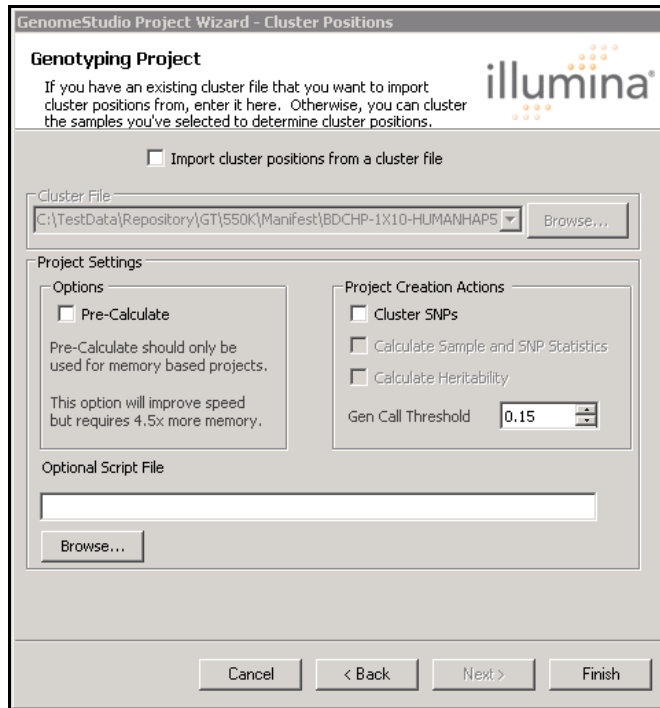 GenomeStudio Project Wizard - Cluster Positions
Genotyping Project
If you have an existing cluster file that you want to import
cluster positions from, enter it here. Otherwise, you can cluster
the samples you've selected to determine cluster positions.
illumina®
Import cluster positions from a cluster file
Cluster File
C:\TestData\Repository\GT\550K\Manifest\BDCHP-1X10-HUMANHAP5
Browse...
Project Settings
Options
Pre-Calculate
Pre-Calculate should only be
used for memory based projects.
This option will improve speed
but requires 4.5x more memory.
Project Creation Actions
Cluster SNPs
Calculate Sample and SNP Statistics
Calculate Heritability
Gen Call Threshold 0.15
Optional Script File
Browse...
Cancel < Back Next > Finish